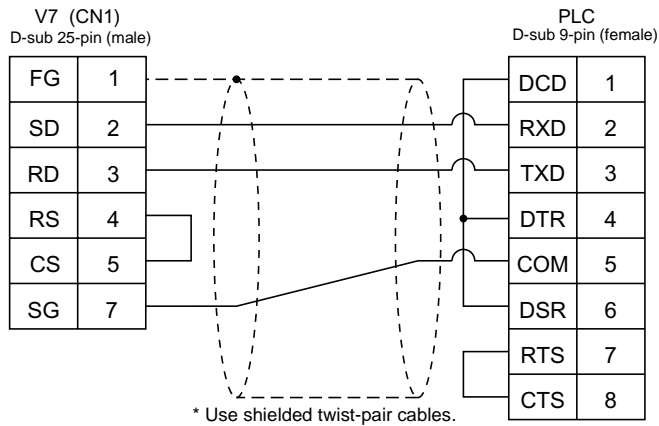 V7 (CN1)
D-sub 25-pin (male)
FG 1
SD 2
RD 3
RS 4
CS 5
SG 7
PLC
D-sub 9-pin (female)
DCD 1
RXD 2
TXD 3
DTR 4
COM 5
DSR 6
RTS 7
CTS 8
* Use shielded twist-pair cables.